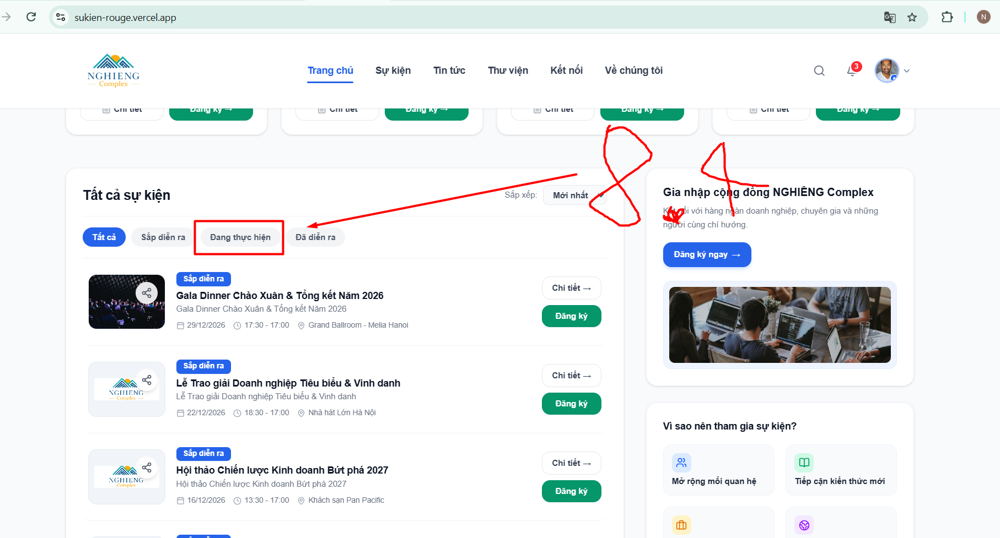 sukien-rouge.vercel.app
N
NGHIENG
Complex
Trang chủ
Sự kiện
Tin tức
Thư viện
Kết nối
Về chúng tôi
3
Chi tiết
Đăng ký →
Chi tiết
Đăng ký →
Chi tiết
Đăng ký →
Chi tiết
Đăng ký →
8
4
Tất cả sự kiện
Sắp xếp:
Mới nhất
Tất cả
Sắp diễn ra
Đang thực hiện
Đã diễn ra
Sắp diễn ra
Gala Dinner Chào Xuân & Tổng kết Năm 2026
Gala Dinner Chào Xuân & Tổng kết Năm 2026
29/12/2026
17:30 - 17:00
Grand Ballroom - Melia Hanoi
Chi tiết →
Đăng ký
NGHIENG
Complex
Sắp diễn ra
Lễ Trao giải Doanh nghiệp Tiêu biểu & Vinh danh
Lễ Trao giải Doanh nghiệp Tiêu biểu & Vinh danh
22/12/2026
18:30 - 17:00
Nhà hát Lớn Hà Nội
Chi tiết →
Đăng ký
NGHIENG
Complex
Sắp diễn ra
Hội thảo Chiến lược Kinh doanh Bứt phá 2027
Hội thảo Chiến lược Kinh doanh Bứt phá 2027
16/12/2026
13:30 - 17:00
Khách sạn Pan Pacific
Chi tiết →
Đăng ký
Gia nhập cộng đồng NGHIÊNG Complex
Kết nối với hàng ngàn doanh nghiệp, chuyên gia và những
người cùng chí hướng.
Đăng ký ngay →
Vì sao nên tham gia sự kiện?
Mở rộng mối quan hệ
Tiếp cận kiến thức mới